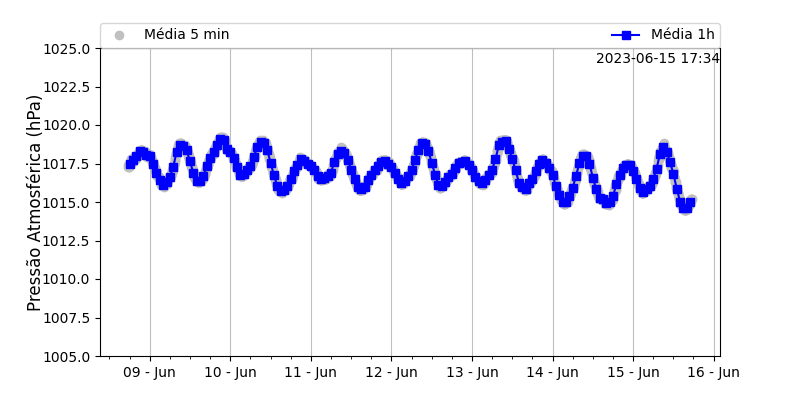 Média 5 min
Média 1h
2023-06-15 17:34
Pressão Atmosférica (hPa)
1025.0
1022.5
1020.0
1017.5
1015.0
1012.5
1010.0
1007.5
1005.0
09 - Jun
10 - Jun
11 - Jun
12 - Jun
13 - Jun
14 - Jun
15 - Jun
16 - Jun